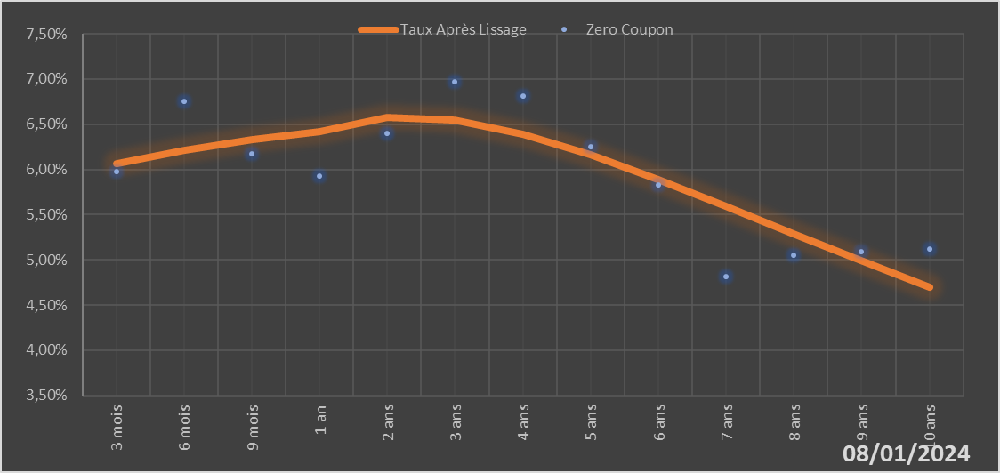 Taux Après Lissage
Zero Coupon
7,50%
7,00%
6,50%
6,00%
5,50%
5,00%
4,50%
4,00%
3,50%
3 mois
6 mois
9 mois
1 an
2 ans
3 ans
4 ans
5 ans
6 ans
7 ans
8 ans
9 ans
10 ans
08/01/2024